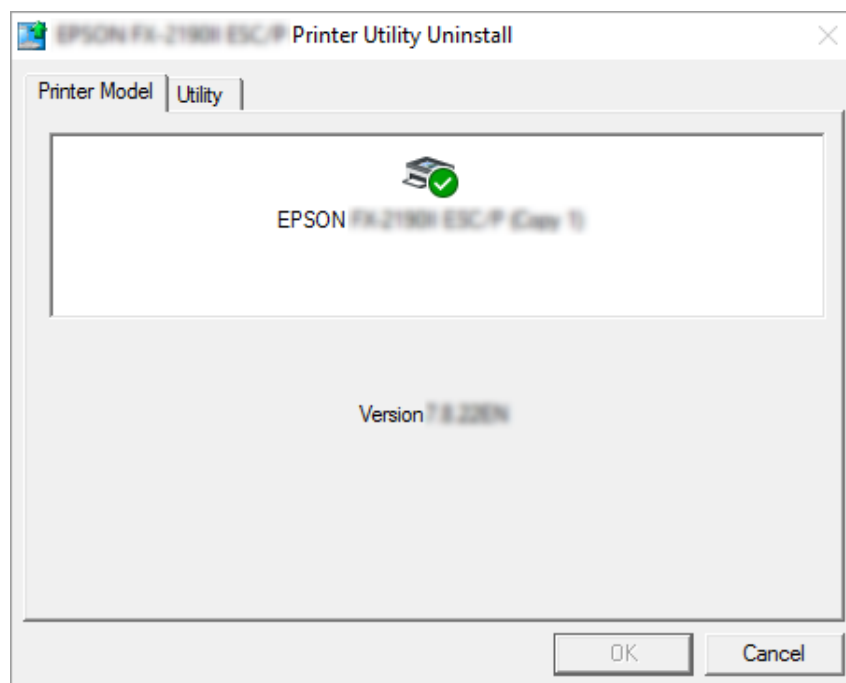 Printer Utility Uninstall
Printer Model
Utility
EPSON
Version
OK
Cancel